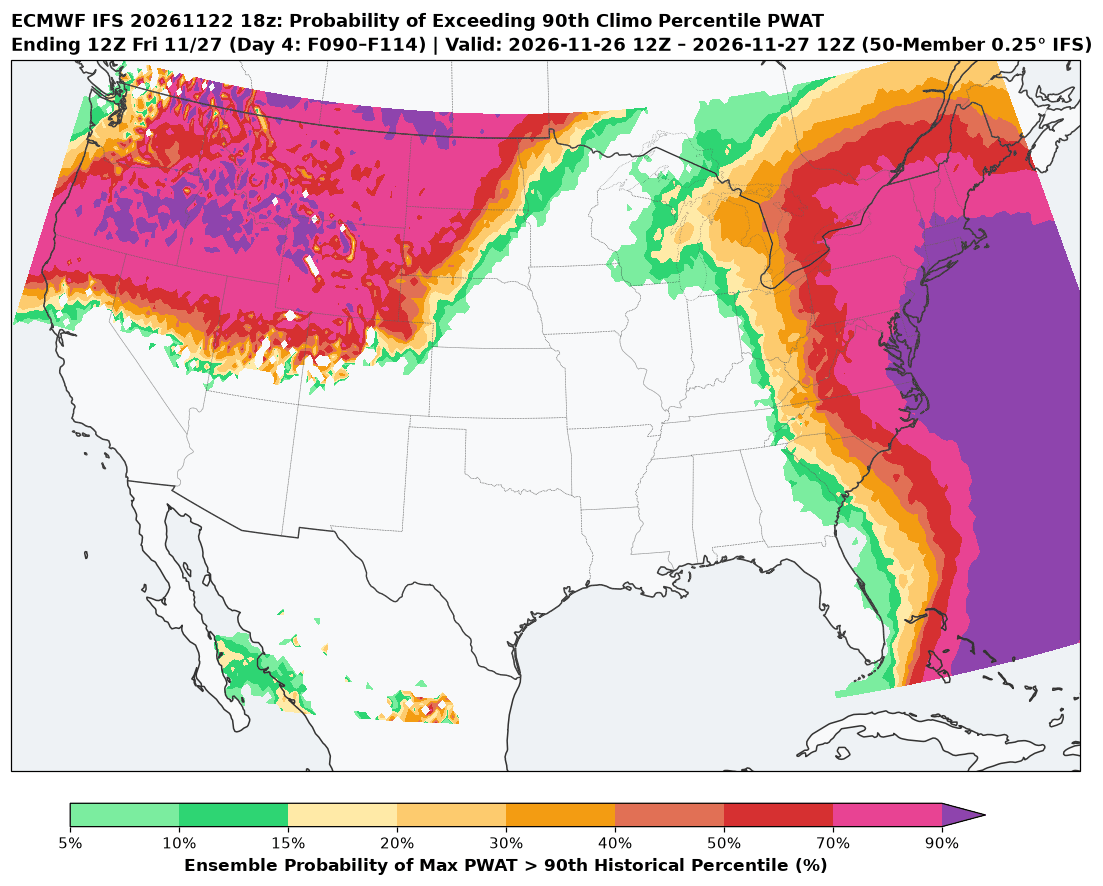 ECMWF IFS 20261122 18z: Probability of Exceeding 90th Climo Percentile PWAT
Ending 12Z Fri 11/27 (Day 4: F090–F114) | Valid: 2026-11-26 12Z – 2026-11-27 12Z (50-Member 0.25° IFS)
5% 10% 15% 20% 30% 40% 50% 70% 90%
Ensemble Probability of Max PWAT > 90th Historical Percentile (%)